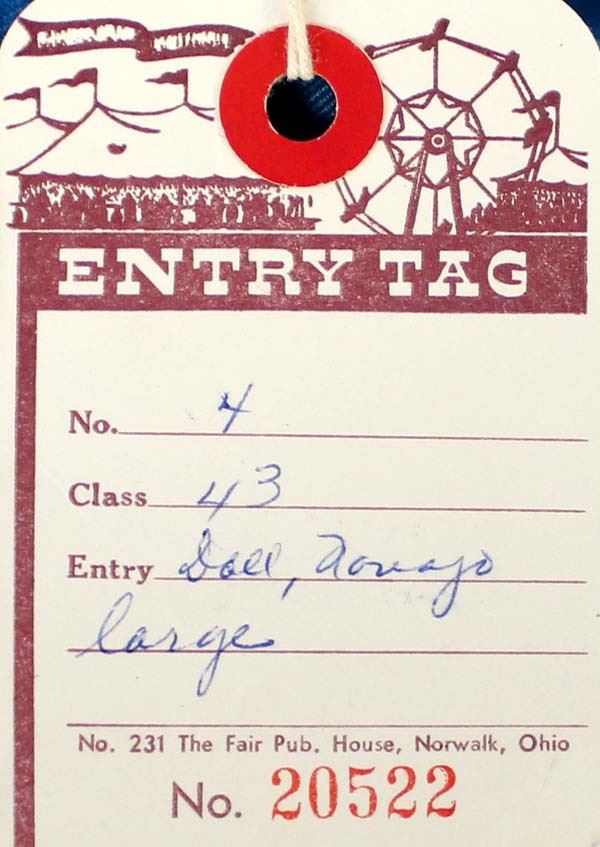 ENTRY TAG
No. 4
Class 43
Entry Doll, Navajo
large
No. 231 The Fair Pub. House, Norwalk, Ohio
No. 20522